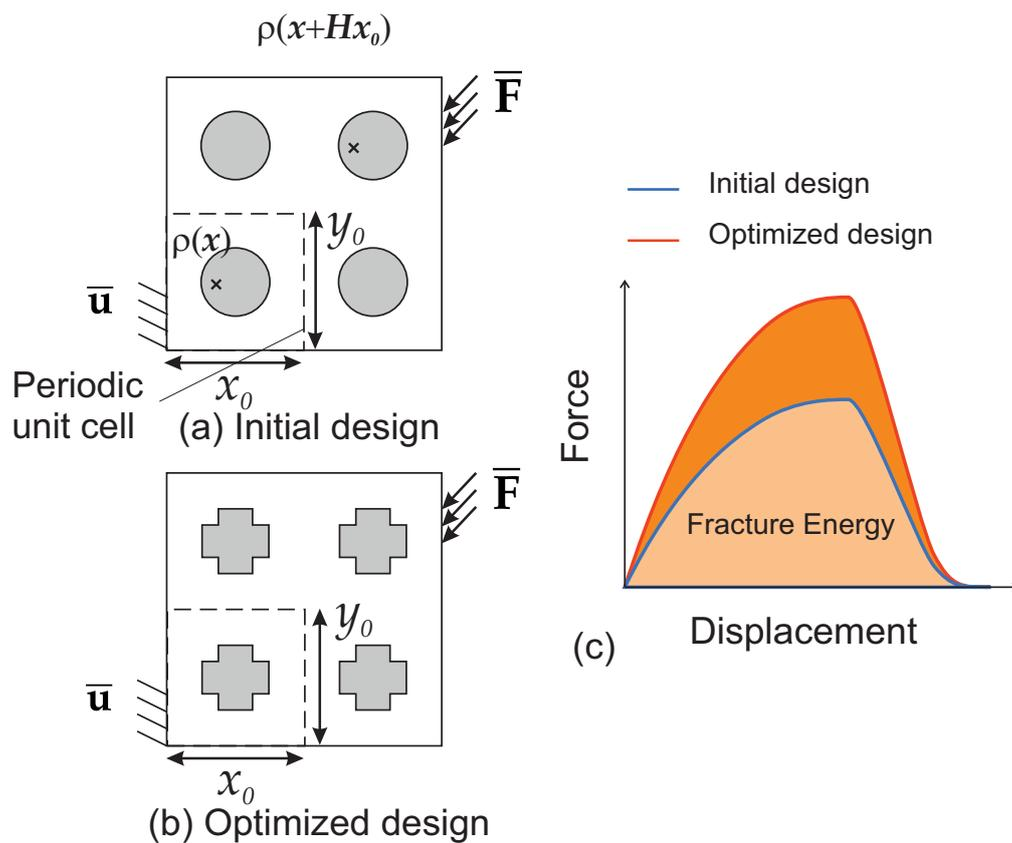 ρ(x+Hx₀)
F̅
ρ(x)
y₀
u̅
x₀
Periodic
unit cell
(a) Initial design
F̅
y₀
u̅
x₀
(b) Optimized design
Initial design
Optimized design
Force
Fracture Energy
Displacement
(c)